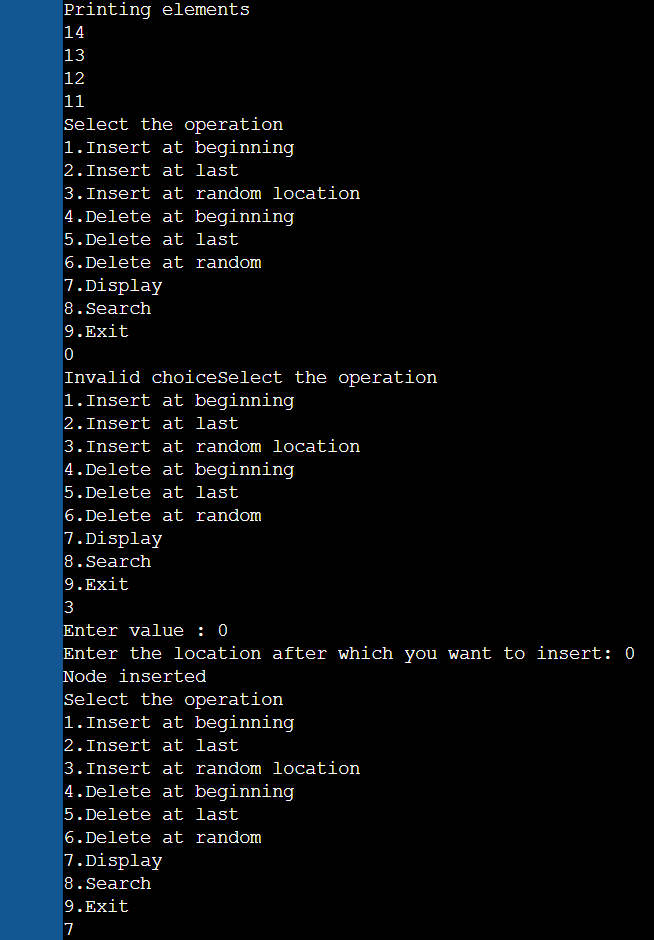 Printing elements
14
13
12
11
Select the operation
1.Insert at beginning
2.Insert at last
3.Insert at random location
4.Delete at beginning
5.Delete at last
6.Delete at random
7.Display
8.Search
9.Exit
0
Invalid choiceSelect the operation
1.Insert at beginning
2.Insert at last
3.Insert at random location
4.Delete at beginning
5.Delete at last
6.Delete at random
7.Display
8.Search
9.Exit
3
Enter value : 0
Enter the location after which you want to insert: 0
Node inserted
Select the operation
1.Insert at beginning
2.Insert at last
3.Insert at random location
4.Delete at beginning
5.Delete at last
6.Delete at random
7.Display
8.Search
9.Exit
7